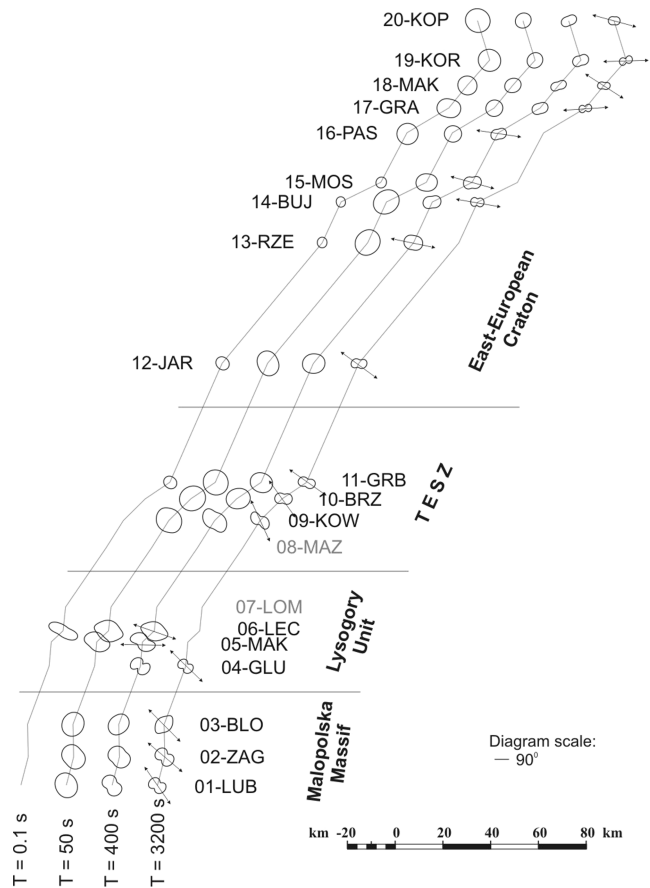 20-KOP
19-KOR
18-MAK
17-GRA
16-PAS
15-MOS
14-BUJ
13-RZE
East-European
Craton
12-JAR
11-GRB
10-BRZ
09-KOW
08-MAZ
TESZ
07-LOM
06-LEC
05-MAK
04-GLU
Lysogory
Unit
03-BLO
02-ZAG
01-LUB
Malopolska
Massif
Diagram scale:
— 90°
T = 0.1 s
T = 50 s
T = 400 s
T = 3200 s
km -20 0 20 40 60 80 km